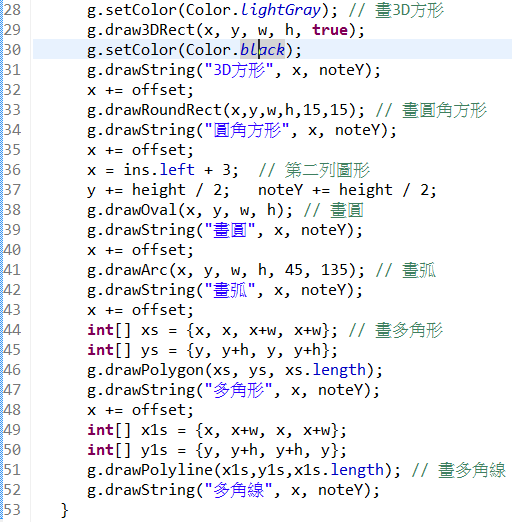 28 g.setColor(Color.lightGray); // 畫3D方形
29 g.draw3DRect(x, y, w, h, true);
30 g.setColor(Color.black);
31 g.drawString("3D方形", x, noteY);
32 x += offset;
33 g.drawRoundRect(x,y,w,h,15,15); // 畫圓角方形
34 g.drawString("圓角方形", x, noteY);
35 x += offset;
36 x = ins.left + 3;  // 第二列圖形
37 y += height / 2;   noteY += height / 2;
38 g.drawOval(x, y, w, h); // 畫圓
39 g.drawString("畫圓", x, noteY);
40 x += offset;
41 g.drawArc(x, y, w, h, 45, 135); // 畫弧
42 g.drawString("畫弧", x, noteY);
43 x += offset;
44 int[] xs = {x, x, x+w, x+w}; // 畫多角形
45 int[] ys = {y, y+h, y, y+h};
46 g.drawPolygon(xs, ys, xs.length);
47 g.drawString("多角形", x, noteY);
48 x += offset;
49 int[] x1s = {x, x+w, x, x+w};
50 int[] y1s = {y, y+h, y+h, y};
51 g.drawPolyline(x1s,y1s,x1s.length); // 畫多角線
52 g.drawString("多角線", x, noteY);
53 }